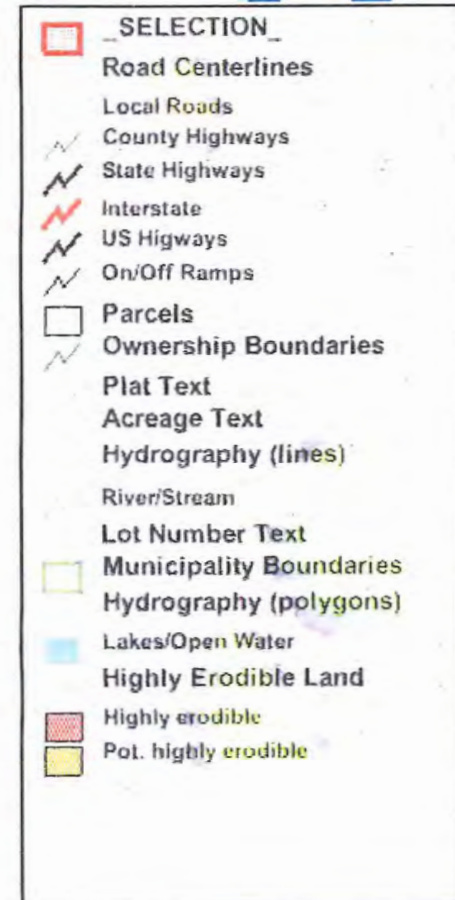 _SELECTION_
Road Centerlines
Local Roads
County Highways
State Highways
Interstate
US Higways
On/Off Ramps
Parcels
Ownership Boundaries
Plat Text
Acreage Text
Hydrography (lines)
River/Stream
Lot Number Text
Municipality Boundaries
Hydrography (polygons)
Lakes/Open Water
Highly Erodible Land
Highly erodible
Pot. highly erodible